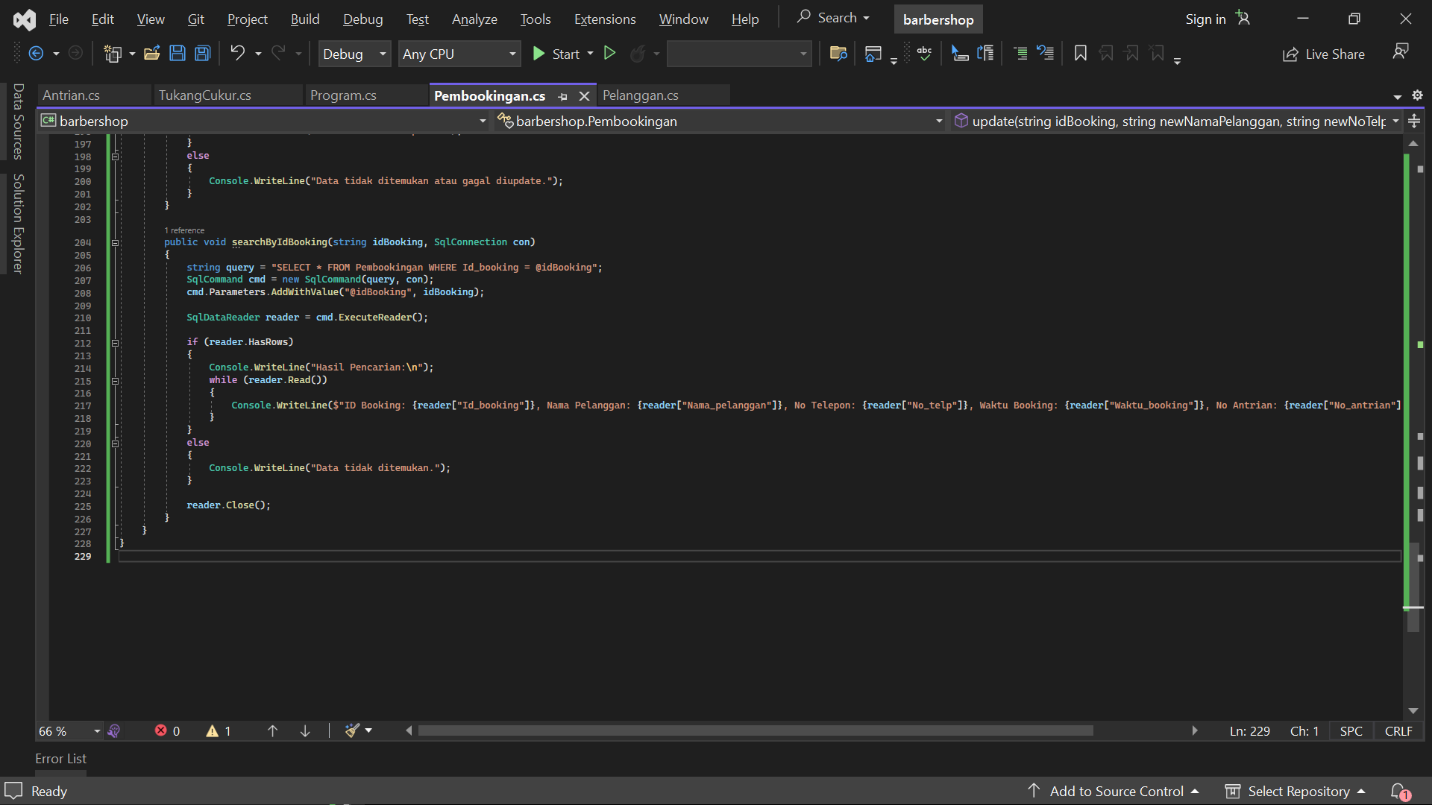 File Edit View Git Project Build Debug Test Analyze Tools Extensions Window Help Search barbershop Sign in
Debug Any CPU Start Live Share
Data Sources
Solution Explorer
Antrian.cs TukangCukur.cs Program.cs Pembookingan.cs Pelanggan.cs
barbershop barbershop.Pembookingan update(string idBooking, string newNamaPelanggan, string newNoTelp
197 }
198 else
199 {
200 Console.WriteLine("Data tidak ditemukan atau gagal diupdate.");
201 }
202 }
203
1 reference
204 public void searchByIdBooking(string idBooking, SqlConnection con)
205 {
206 string query = "SELECT * FROM Pembookingan WHERE Id_booking = @idBooking";
207 SqlCommand cmd = new SqlCommand(query, con);
208 cmd.Parameters.AddWithValue("@idBooking", idBooking);
209
210 SqlDataReader reader = cmd.ExecuteReader();
211
212 if (reader.HasRows)
213 {
214 Console.WriteLine("Hasil Pencarian:\n");
215 while (reader.Read())
216 {
217 Console.WriteLine($"ID Booking: {reader["Id_booking"]}, Nama Pelanggan: {reader["Nama_pelanggan"]}, No Telepon: {reader["No_telp"]}, Waktu Booking: {reader["Waktu_booking"]}, No Antrian: {reader["No_antrian"]
218 }
219 }
220 else
221 {
222 Console.WriteLine("Data tidak ditemukan.");
223 }
224
225 reader.Close();
226 }
227 }
228 }
229
66 % 0 1 Ln: 229 Ch: 1 SPC CRLF
Error List
Ready Add to Source Control Select Repository 1